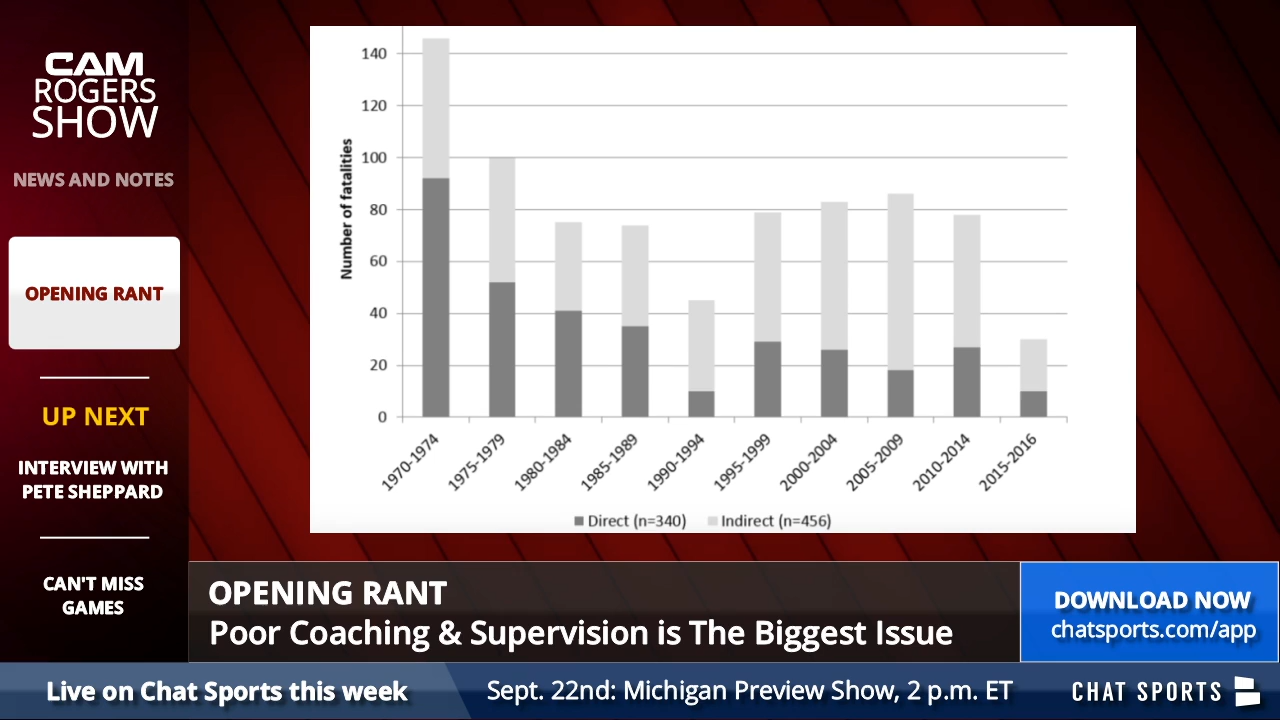 CAM
ROGERS
SHOW
NEWS AND NOTES
OPENING RANT
UP NEXT
INTERVIEW WITH
PETE SHEPPARD
CAN'T MISS
GAMES
Number of fatalities
140
120
100
80
60
40
20
0
1970-1974
1975-1979
1980-1984
1985-1989
1990-1994
1995-1999
2000-2004
2005-2009
2010-2014
2015-2016
Direct (n=340) Indirect (n=456)
OPENING RANT
Poor Coaching & Supervision is The Biggest Issue
DOWNLOAD NOW
chatsports.com/app
Live on Chat Sports this week
Sept. 22nd: Michigan Preview Show, 2 p.m. ET
CHAT SPORTS